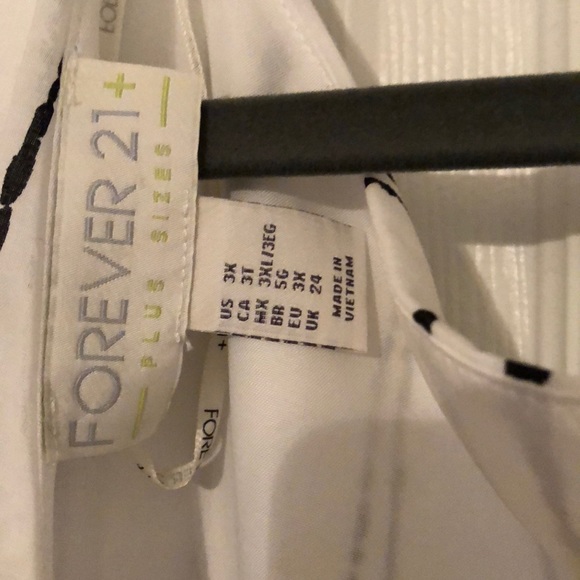 FOREVER 21+
PLUS SIZES
US 3X
CA 3T
MX 3XL/3EG
BR 5G
EU 3X
UK 24
MADE IN
VIETNAM